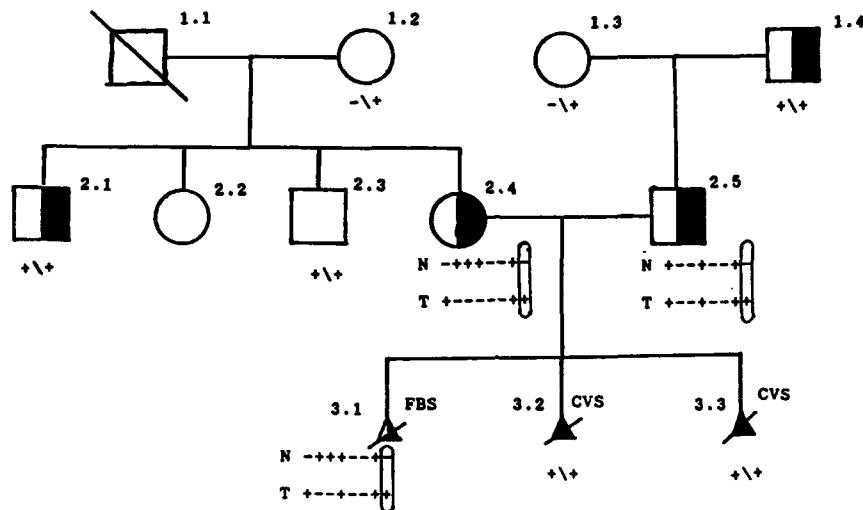 1.1 1.2 1.3 1.4
-\+ -\+ +\+
2.1 2.2 2.3 2.4 2.5
+\+ +\+
N -+++--+- N +--+--+-
T +-----++ T +--+--++
3.1 FBS 3.2 CVS 3.3 CVS
+\+ +\+
N -+++--+-
T +--+--++